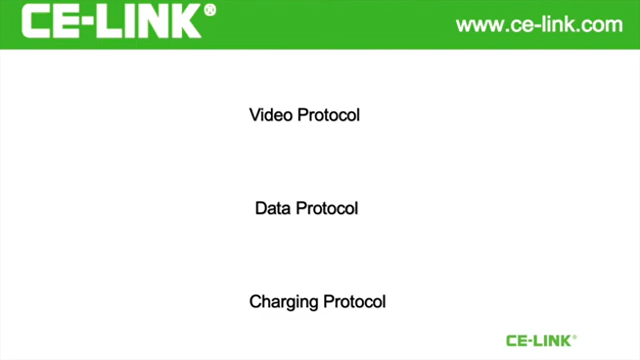 CE-LINK®
www.ce-link.com
Video Protocol
Data Protocol
Charging Protocol
CE-LINK®